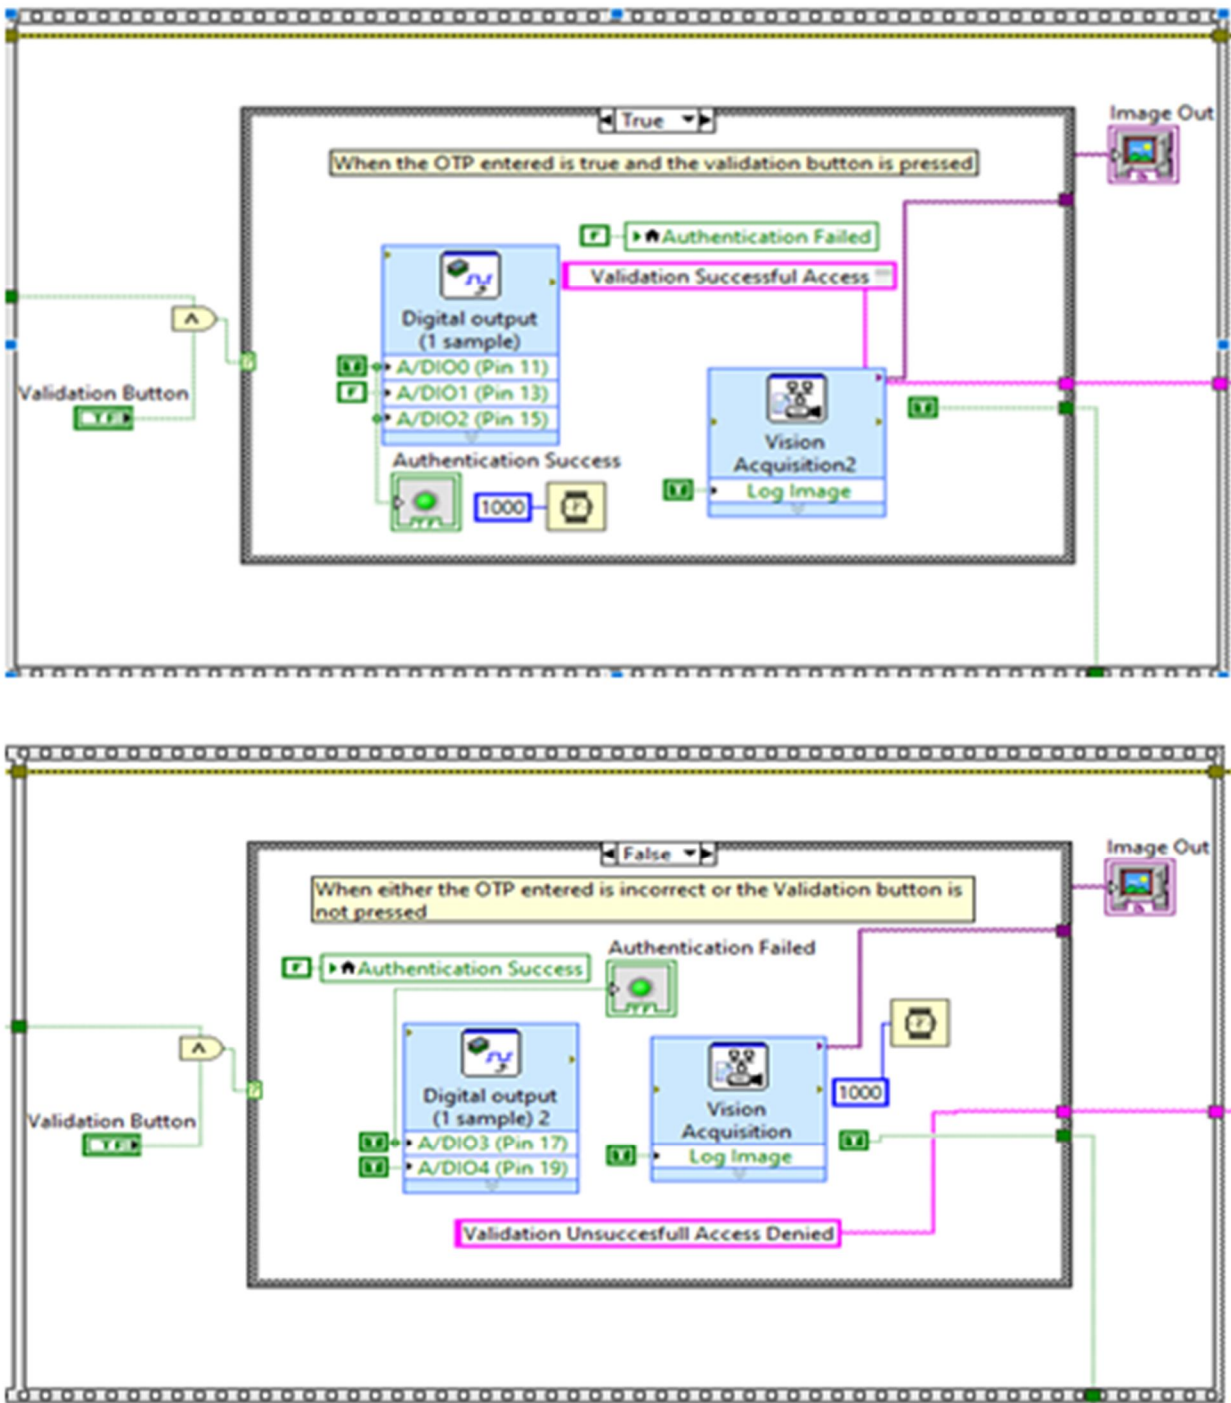 True
Image Out
When the OTP entered is true and the validation button is pressed
F
Authentication Failed
Validation Successful Access
Digital output
(1 sample)
T
A/DIO0 (Pin 11)
F
A/DIO1 (Pin 13)
A/DIO2 (Pin 15)
Validation Button
TF
Authentication Success
TF
1000
Vision
Acquisition2
T
Log Image
T
False
Image Out
When either the OTP entered is incorrect or the Validation button is
not pressed
Authentication Failed
F
Authentication Success
TF
Digital output
(1 sample) 2
T
A/DIO3 (Pin 17)
T
A/DIO4 (Pin 19)
Validation Button
TF
Vision
Acquisition
T
Log Image
1000
T
Validation Unsuccesfull Access Denied